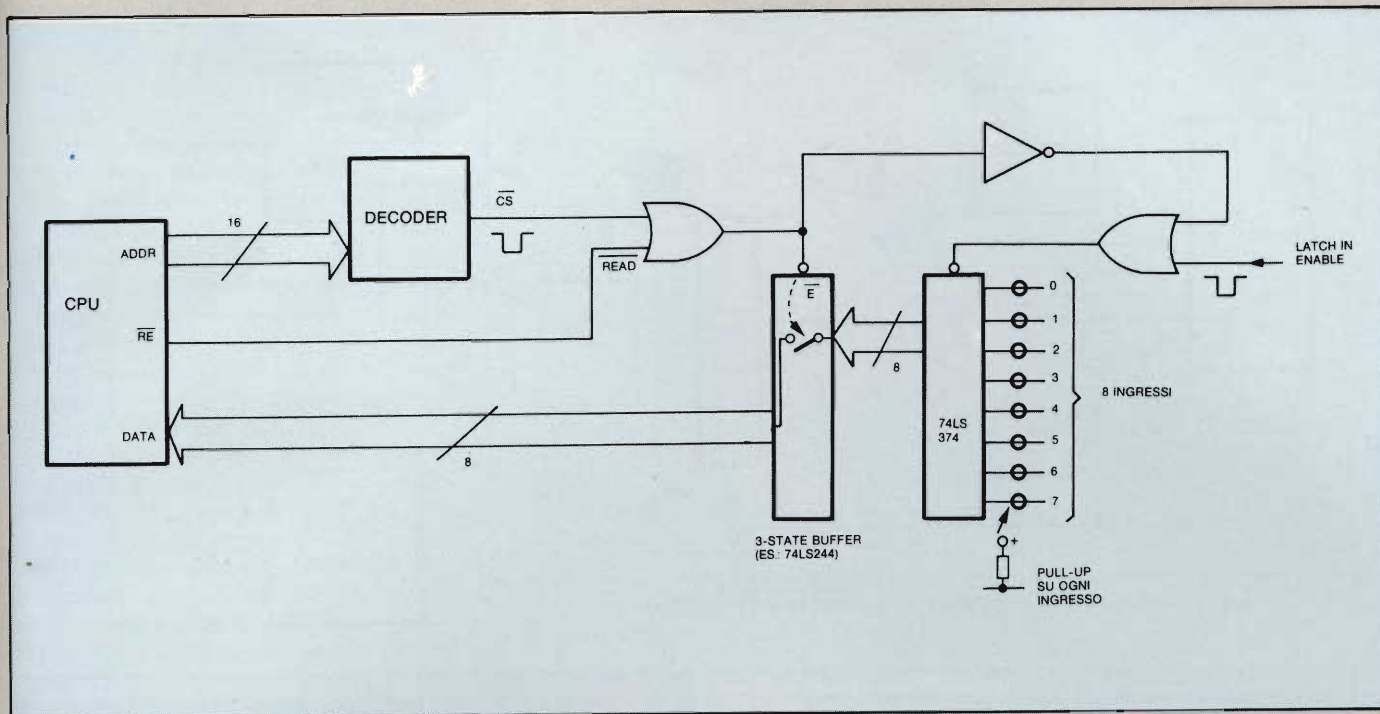 CPU
ADDR
RE
DATA
16
DECODER
CS
READ
E
8
8
3-STATE BUFFER
(ES.: 74LS244)
74LS
374
LATCH IN
ENABLE
0
1
2
3
4
5
6
7
8 INGRESSI
+
PULL-UP
SU OGNI
INGRESSO